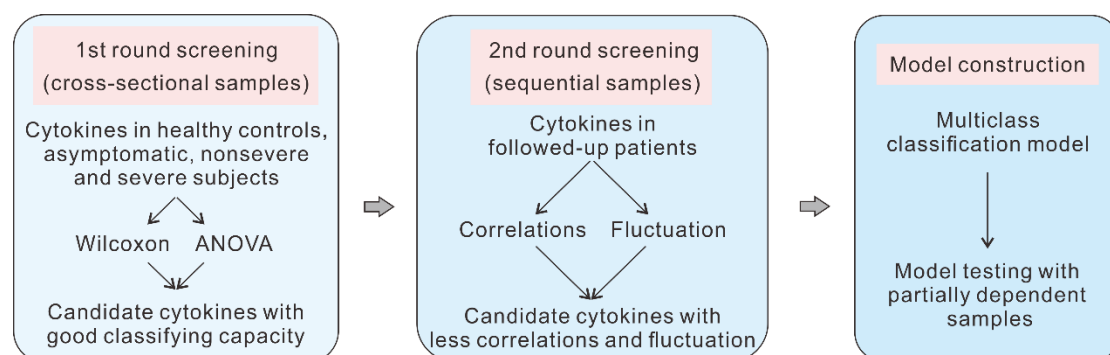 1st round screening
(cross-sectional samples)
Cytokines in healthy controls,
asymptomatic, nonsevere
and severe subjects
Wilcoxon ANOVA
Candidate cytokines with
good classifying capacity
2nd round screening
(sequential samples)
Cytokines in
followed-up patients
Correlations Fluctuation
Candidate cytokines with
less correlations and fluctuation
Model construction
Multiclass
classification model
Model testing with
partially dependent
samples